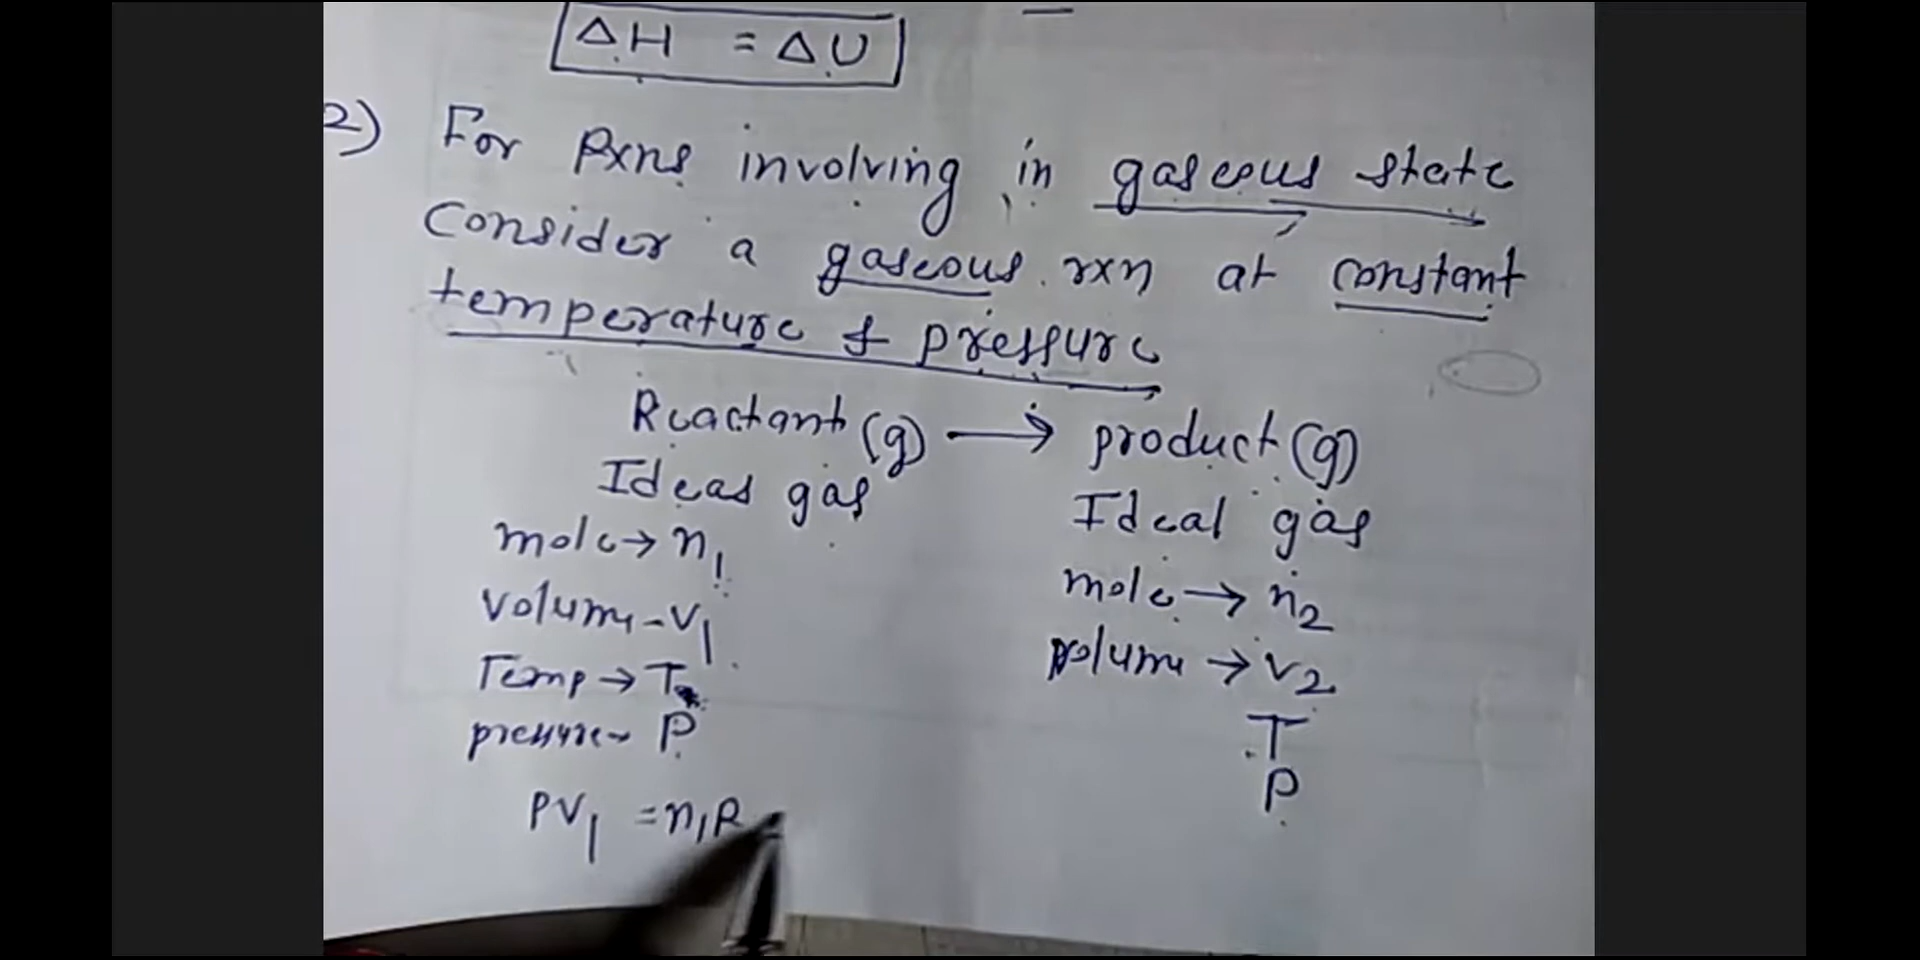 ΔH = ΔU
2) For Rxns involving in gaseous state
Consider a gaseous rxn at constant
temperature & pressure
Reactant (g) → product (g)
Ideas gas Ideal gas
mole → n1 mole → n2
volume - V1 volume → V2
Temp → T T
pressure → P P
PV1 = n1R